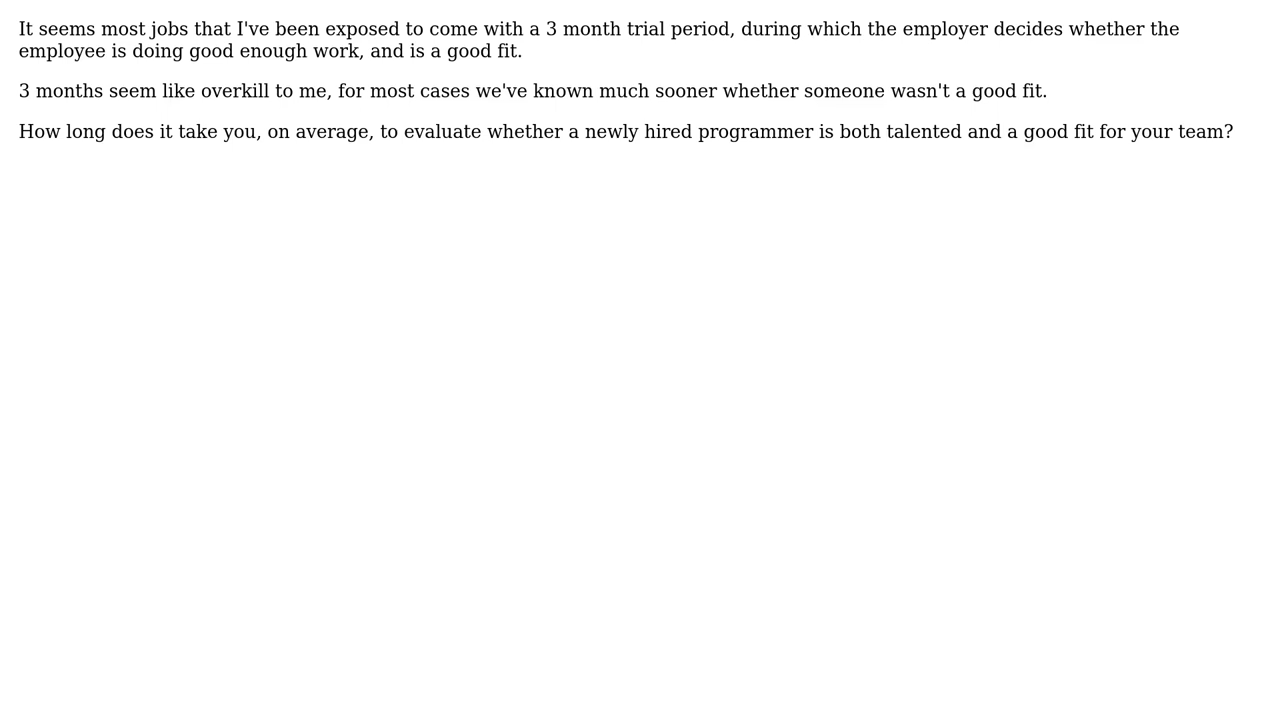 It seems most jobs that I've been exposed to come with a 3 month trial period, during which the employer decides whether the
employee is doing good enough work, and is a good fit.
3 months seem like overkill to me, for most cases we've known much sooner whether someone wasn't a good fit.
How long does it take you, on average, to evaluate whether a newly hired programmer is both talented and a good fit for your team?